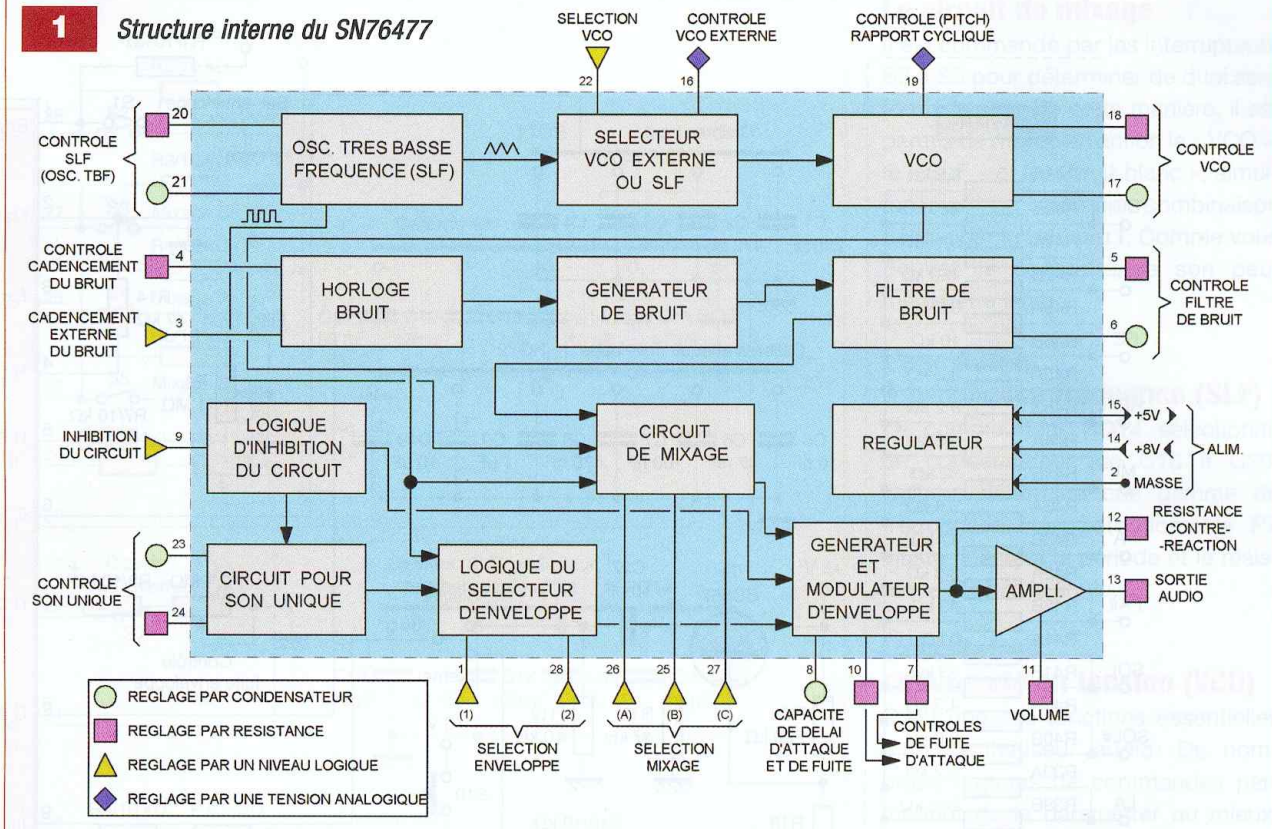 1 Structure interne du SN76477
SELECTION
VCO
CONTROLE
VCO EXTERNE
CONTROLE (PITCH)
RAPPORT CYCLIQUE
22
16
19
CONTROLE
SLF
(OSC. TBF)
20
21
OSC. TRES BASSE
FREQUENCE (SLF)
SELECTEUR
VCO EXTERNE
OU SLF
VCO
18
17
CONTROLE
VCO
CONTROLE
CADENCEMENT
DU BRUIT
4
CADENCEMENT
EXTERNE
DU BRUIT
3
HORLOGE
BRUIT
GENERATEUR
DE BRUIT
FILTRE DE
BRUIT
5
6
CONTROLE
FILTRE
DE BRUIT
INHIBITION
DU CIRCUIT
9
LOGIQUE
D'INHIBITION
DU CIRCUIT
CIRCUIT
DE MIXAGE
REGULATEUR
15
+5V
14
+8V
2
MASSE
ALIM.
CONTROLE
SON UNIQUE
23
24
CIRCUIT POUR
SON UNIQUE
LOGIQUE DU
SELECTEUR
D'ENVELOPPE
GENERATEUR
ET
MODULATEUR
D'ENVELOPPE
AMPLI.
12
RESISTANCE
CONTRE-
-REACTION
13
SORTIE
AUDIO
1
28
26
25
27
8
10
7
11
(1)
(2)
(A)
(B)
(C)
SELECTION
ENVELOPPE
SELECTION
MIXAGE
CAPACITE
DE DELAI
D'ATTAQUE
ET DE FUITE
CONTROLES
DE FUITE
D'ATTAQUE
VOLUME
REGLAGE PAR CONDENSATEUR
REGLAGE PAR RESISTANCE
REGLAGE PAR UN NIVEAU LOGIQUE
REGLAGE PAR UNE TENSION ANALOGIQUE